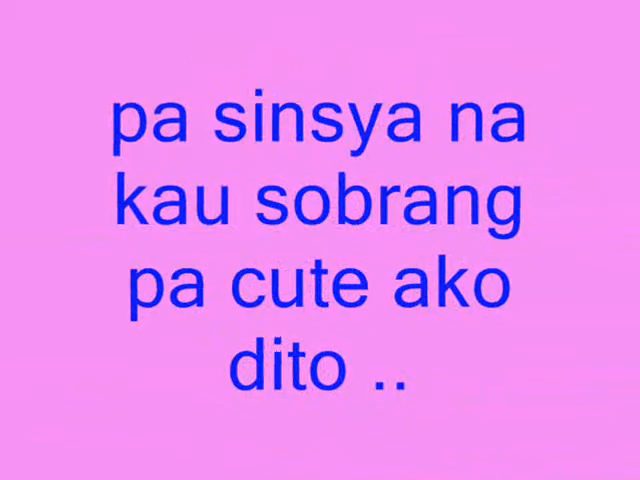 pa sinsya na
kau sobrang
pa cute ako
dito ..